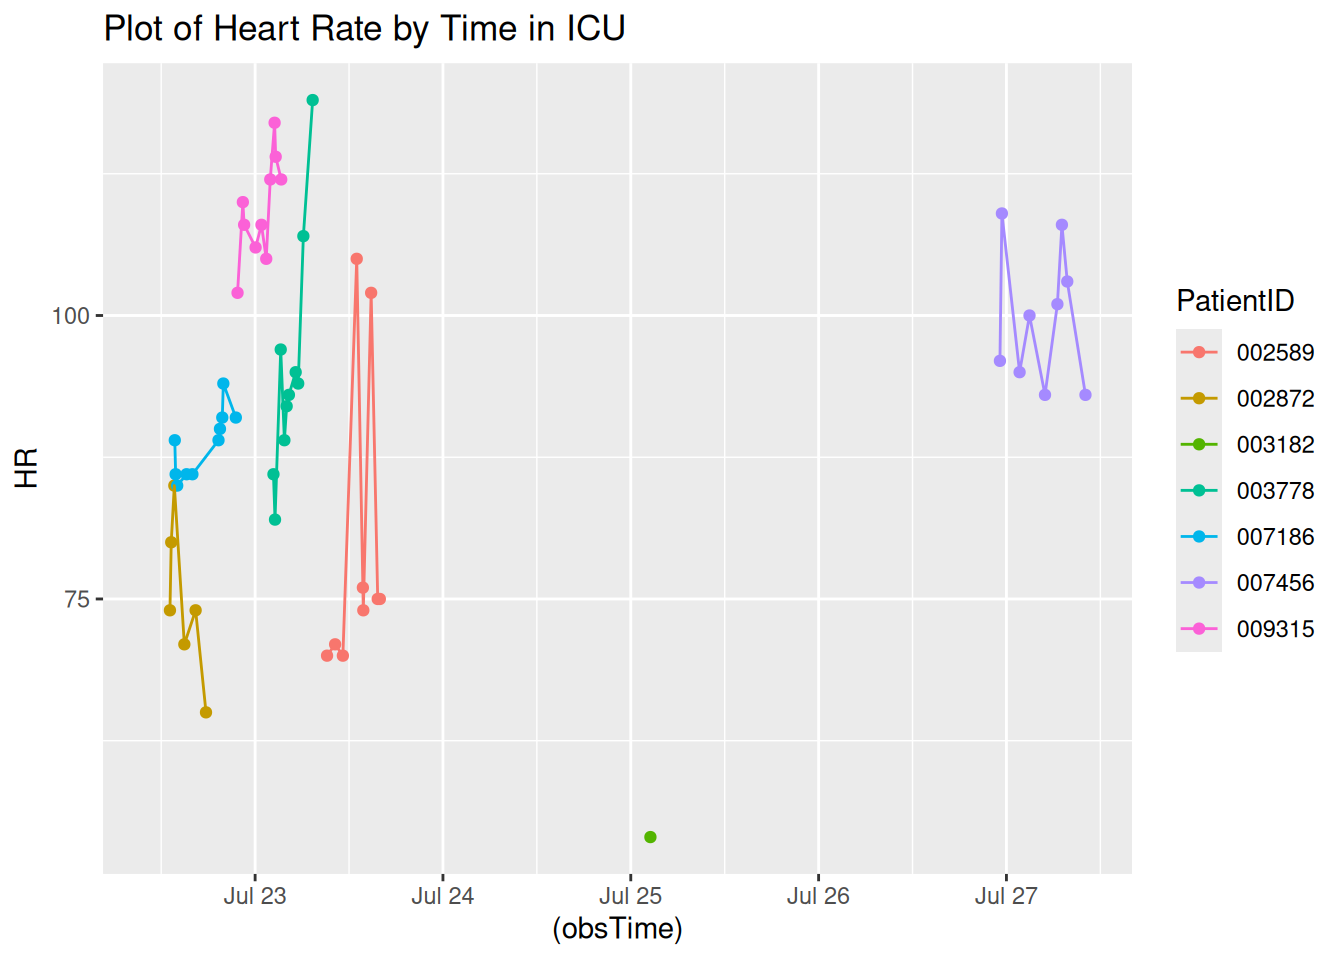 Plot of Heart Rate by Time in ICU
HR
100
75
Jul 23
Jul 24
Jul 25
Jul 26
Jul 27
(obsTime)
PatientID
002589
002872
003182
003778
007186
007456
009315